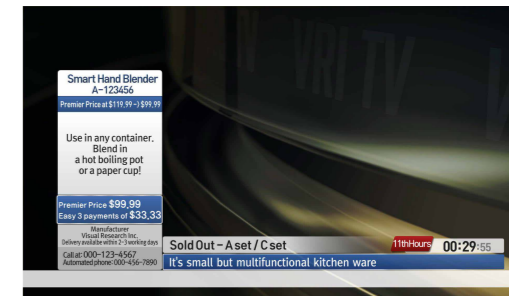 VRI TV
Smart Hand Blender
A-123456
Premier Price at $119,99 -) $99,99
Use in any container.
Blend in
a hot boiling pot
or a paper cup!
Premier Price $99,99
Easy 3 payments of $33,33
Manufacturer
Visual Research Inc.
Delivery availalbe within 2-3 working days
Call at: 000-123-4567
Automated phone: 000-456-7890
Sold Out - A set / C set
11thHours 00:29:55
It's small but multifunctional kitchen ware